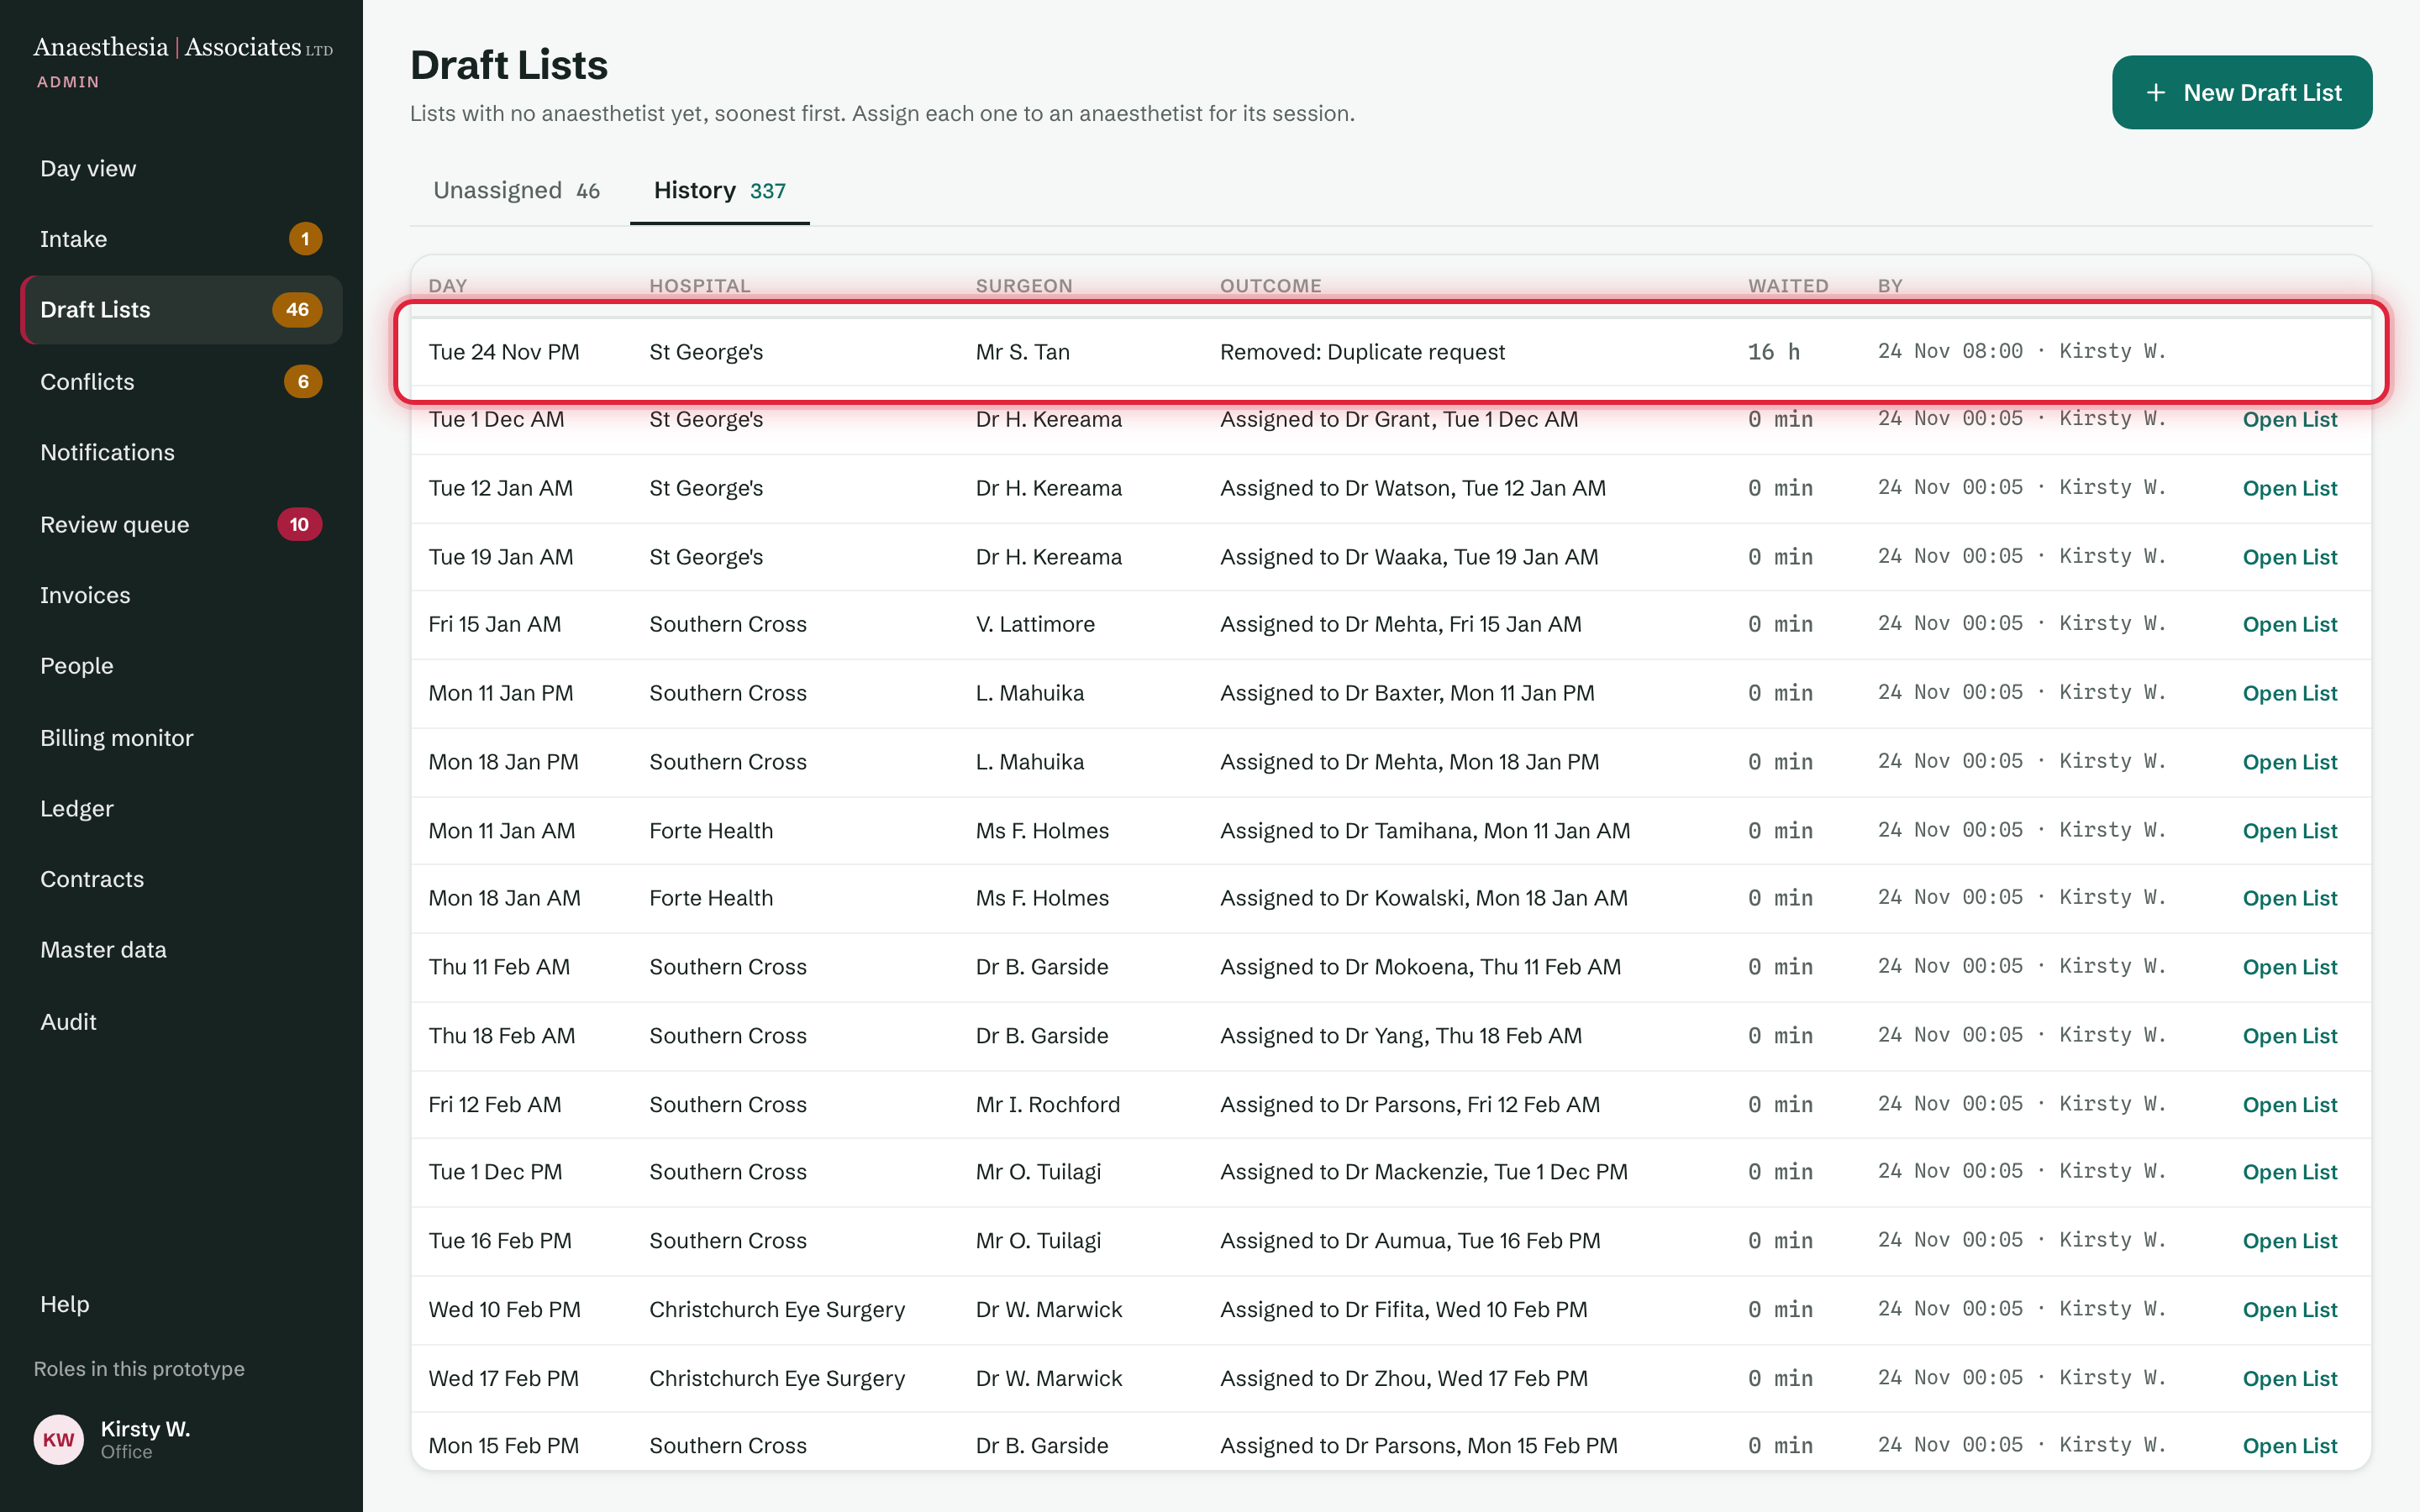 Anaesthesia | Associates LTD
ADMIN
Day view
Intake 1
Draft Lists 46
Conflicts 6
Notifications
Review queue 10
Invoices
People
Billing monitor
Ledger
Contracts
Master data
Audit
Help
Roles in this prototype
KW Kirsty W.
Office
Draft Lists
Lists with no anaesthetist yet, soonest first. Assign each one to an anaesthetist for its session.
+ New Draft List
Unassigned 46 History 337
DAY HOSPITAL SURGEON OUTCOME WAITED BY
Tue 24 Nov PM St George's Mr S. Tan Removed: Duplicate request 16 h 24 Nov 08:00 · Kirsty W.
Tue 1 Dec AM St George's Dr H. Kereama Assigned to Dr Grant, Tue 1 Dec AM 0 min 24 Nov 00:05 · Kirsty W. Open List
Tue 12 Jan AM St George's Dr H. Kereama Assigned to Dr Watson, Tue 12 Jan AM 0 min 24 Nov 00:05 · Kirsty W. Open List
Tue 19 Jan AM St George's Dr H. Kereama Assigned to Dr Waaka, Tue 19 Jan AM 0 min 24 Nov 00:05 · Kirsty W. Open List
Fri 15 Jan AM Southern Cross V. Lattimore Assigned to Dr Mehta, Fri 15 Jan AM 0 min 24 Nov 00:05 · Kirsty W. Open List
Mon 11 Jan PM Southern Cross L. Mahuika Assigned to Dr Baxter, Mon 11 Jan PM 0 min 24 Nov 00:05 · Kirsty W. Open List
Mon 18 Jan PM Southern Cross L. Mahuika Assigned to Dr Mehta, Mon 18 Jan PM 0 min 24 Nov 00:05 · Kirsty W. Open List
Mon 11 Jan AM Forte Health Ms F. Holmes Assigned to Dr Tamihana, Mon 11 Jan AM 0 min 24 Nov 00:05 · Kirsty W. Open List
Mon 18 Jan AM Forte Health Ms F. Holmes Assigned to Dr Kowalski, Mon 18 Jan AM 0 min 24 Nov 00:05 · Kirsty W. Open List
Thu 11 Feb AM Southern Cross Dr B. Garside Assigned to Dr Mokoena, Thu 11 Feb AM 0 min 24 Nov 00:05 · Kirsty W. Open List
Thu 18 Feb AM Southern Cross Dr B. Garside Assigned to Dr Yang, Thu 18 Feb AM 0 min 24 Nov 00:05 · Kirsty W. Open List
Fri 12 Feb AM Southern Cross Mr I. Rochford Assigned to Dr Parsons, Fri 12 Feb AM 0 min 24 Nov 00:05 · Kirsty W. Open List
Tue 1 Dec PM Southern Cross Mr O. Tuilagi Assigned to Dr Mackenzie, Tue 1 Dec PM 0 min 24 Nov 00:05 · Kirsty W. Open List
Tue 16 Feb PM Southern Cross Mr O. Tuilagi Assigned to Dr Aumua, Tue 16 Feb PM 0 min 24 Nov 00:05 · Kirsty W. Open List
Wed 10 Feb PM Christchurch Eye Surgery Dr W. Marwick Assigned to Dr Fifita, Wed 10 Feb PM 0 min 24 Nov 00:05 · Kirsty W. Open List
Wed 17 Feb PM Christchurch Eye Surgery Dr W. Marwick Assigned to Dr Zhou, Wed 17 Feb PM 0 min 24 Nov 00:05 · Kirsty W. Open List
Mon 15 Feb PM Southern Cross Dr B. Garside Assigned to Dr Parsons, Mon 15 Feb PM 0 min 24 Nov 00:05 · Kirsty W. Open List